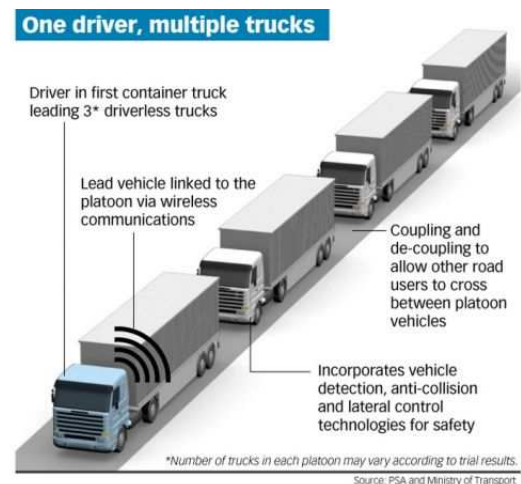 One driver, multiple trucks
Driver in first container truck
leading 3* driverless trucks
Lead vehicle linked to the
platoon via wireless
communications
Coupling and
de-coupling to
allow other road
users to cross
between platoon
vehicles
Incorporates vehicle
detection, anti-collision
and lateral control
technologies for safety
*Number of trucks in each platoon may vary according to trial results.
Source: PSA and Ministry of Transport